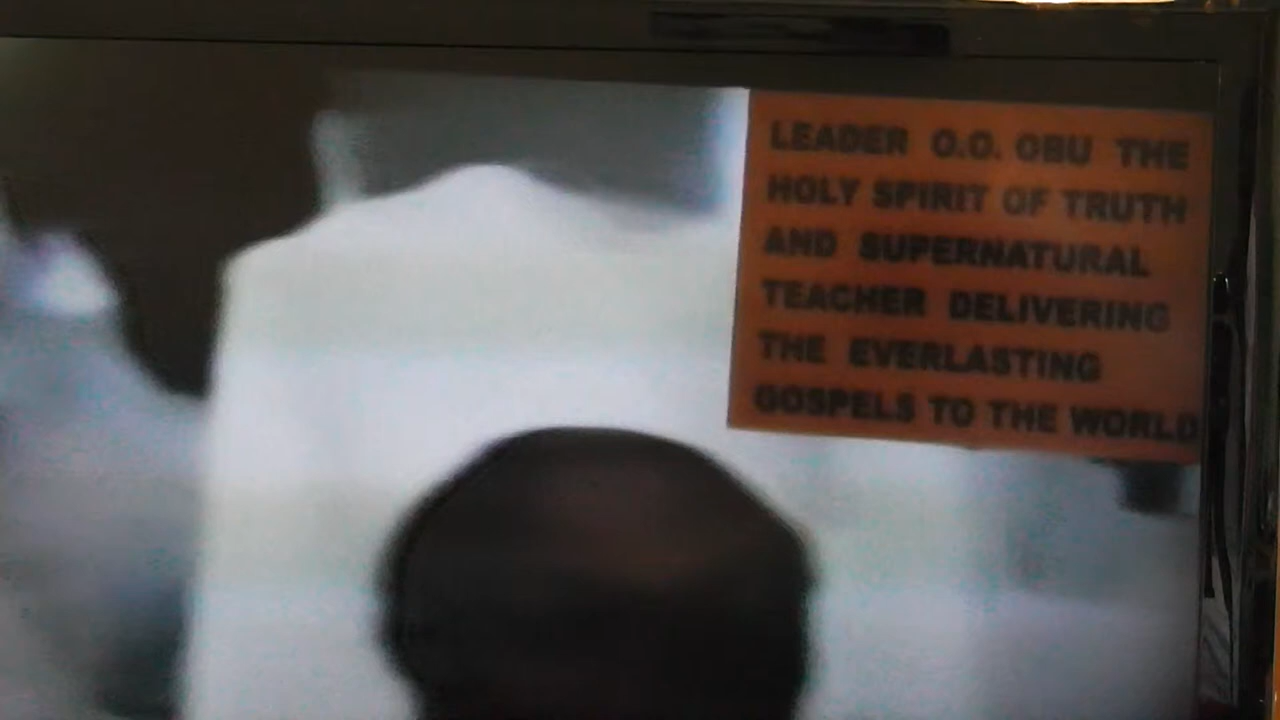 LEADER O.O. OBU THE
HOLY SPIRIT OF TRUTH
AND SUPERNATURAL
TEACHER DELIVERING
THE EVERLASTING
GOSPELS TO THE WORLD